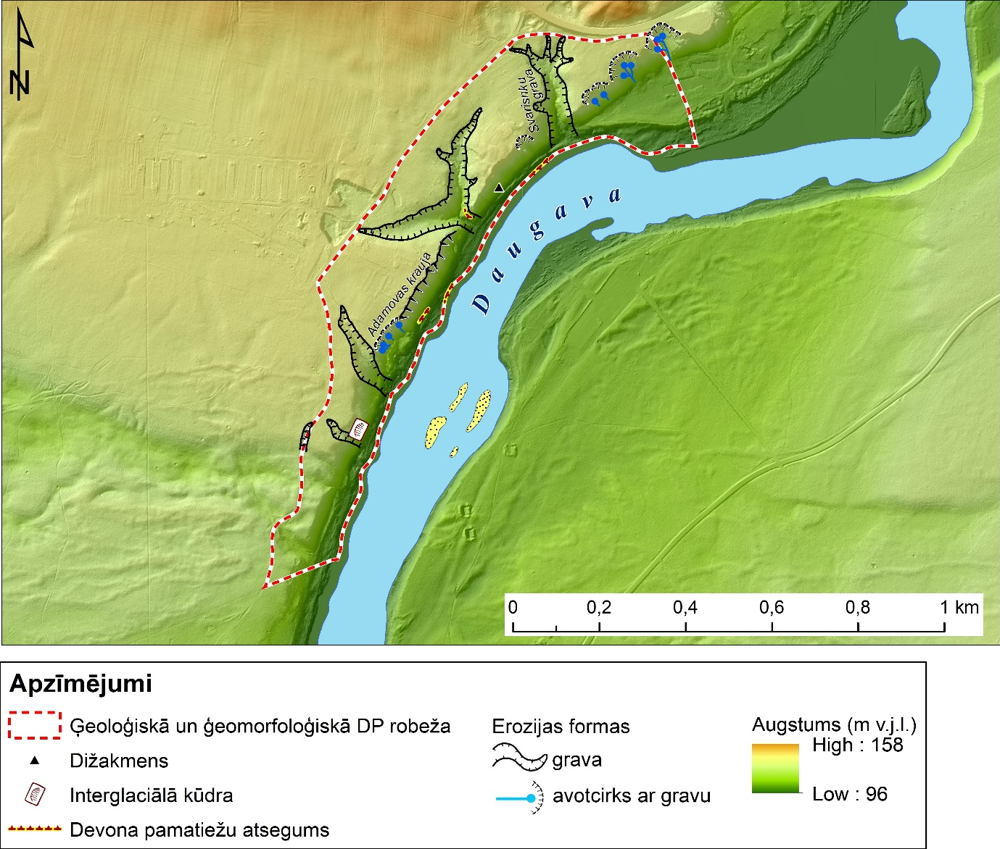 N
Svarisnku
grava
Adamovas krauja
Daugava
0 0,2 0,4 0,6 0,8 1 km
Apzīmējumi
Ģeoloģiskā un ģeomorfoloģiskā DP robeža
Dižakmens
Interglaciālā kūdra
Devona pamatiežu atsegums
Erozijas formas
grava
avotcirks ar gravu
Augstums (m v.j.l.)
High : 158
Low : 96